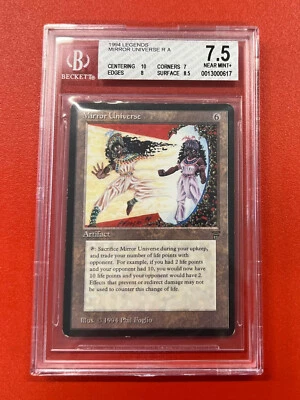 BECKETT®
1994 LEGENDS
MIRROR UNIVERSE R A
CENTERING 10 CORNERS 7
EDGES 8 SURFACE 8.5
7.5
NEAR MINT+
0013000617
Mirror Universe 6
Artifact
: Sacrifice Mirror Universe during your upkeep,
and trade your number of life points with
opponent. For example, if you had 2 life points
and your opponent had 10, you would now have
10 life points and your opponent would have 2
Effects that prevent or redirect damage may not
be used to counter this change of life.
Illus. © 1994 Phil Foglio